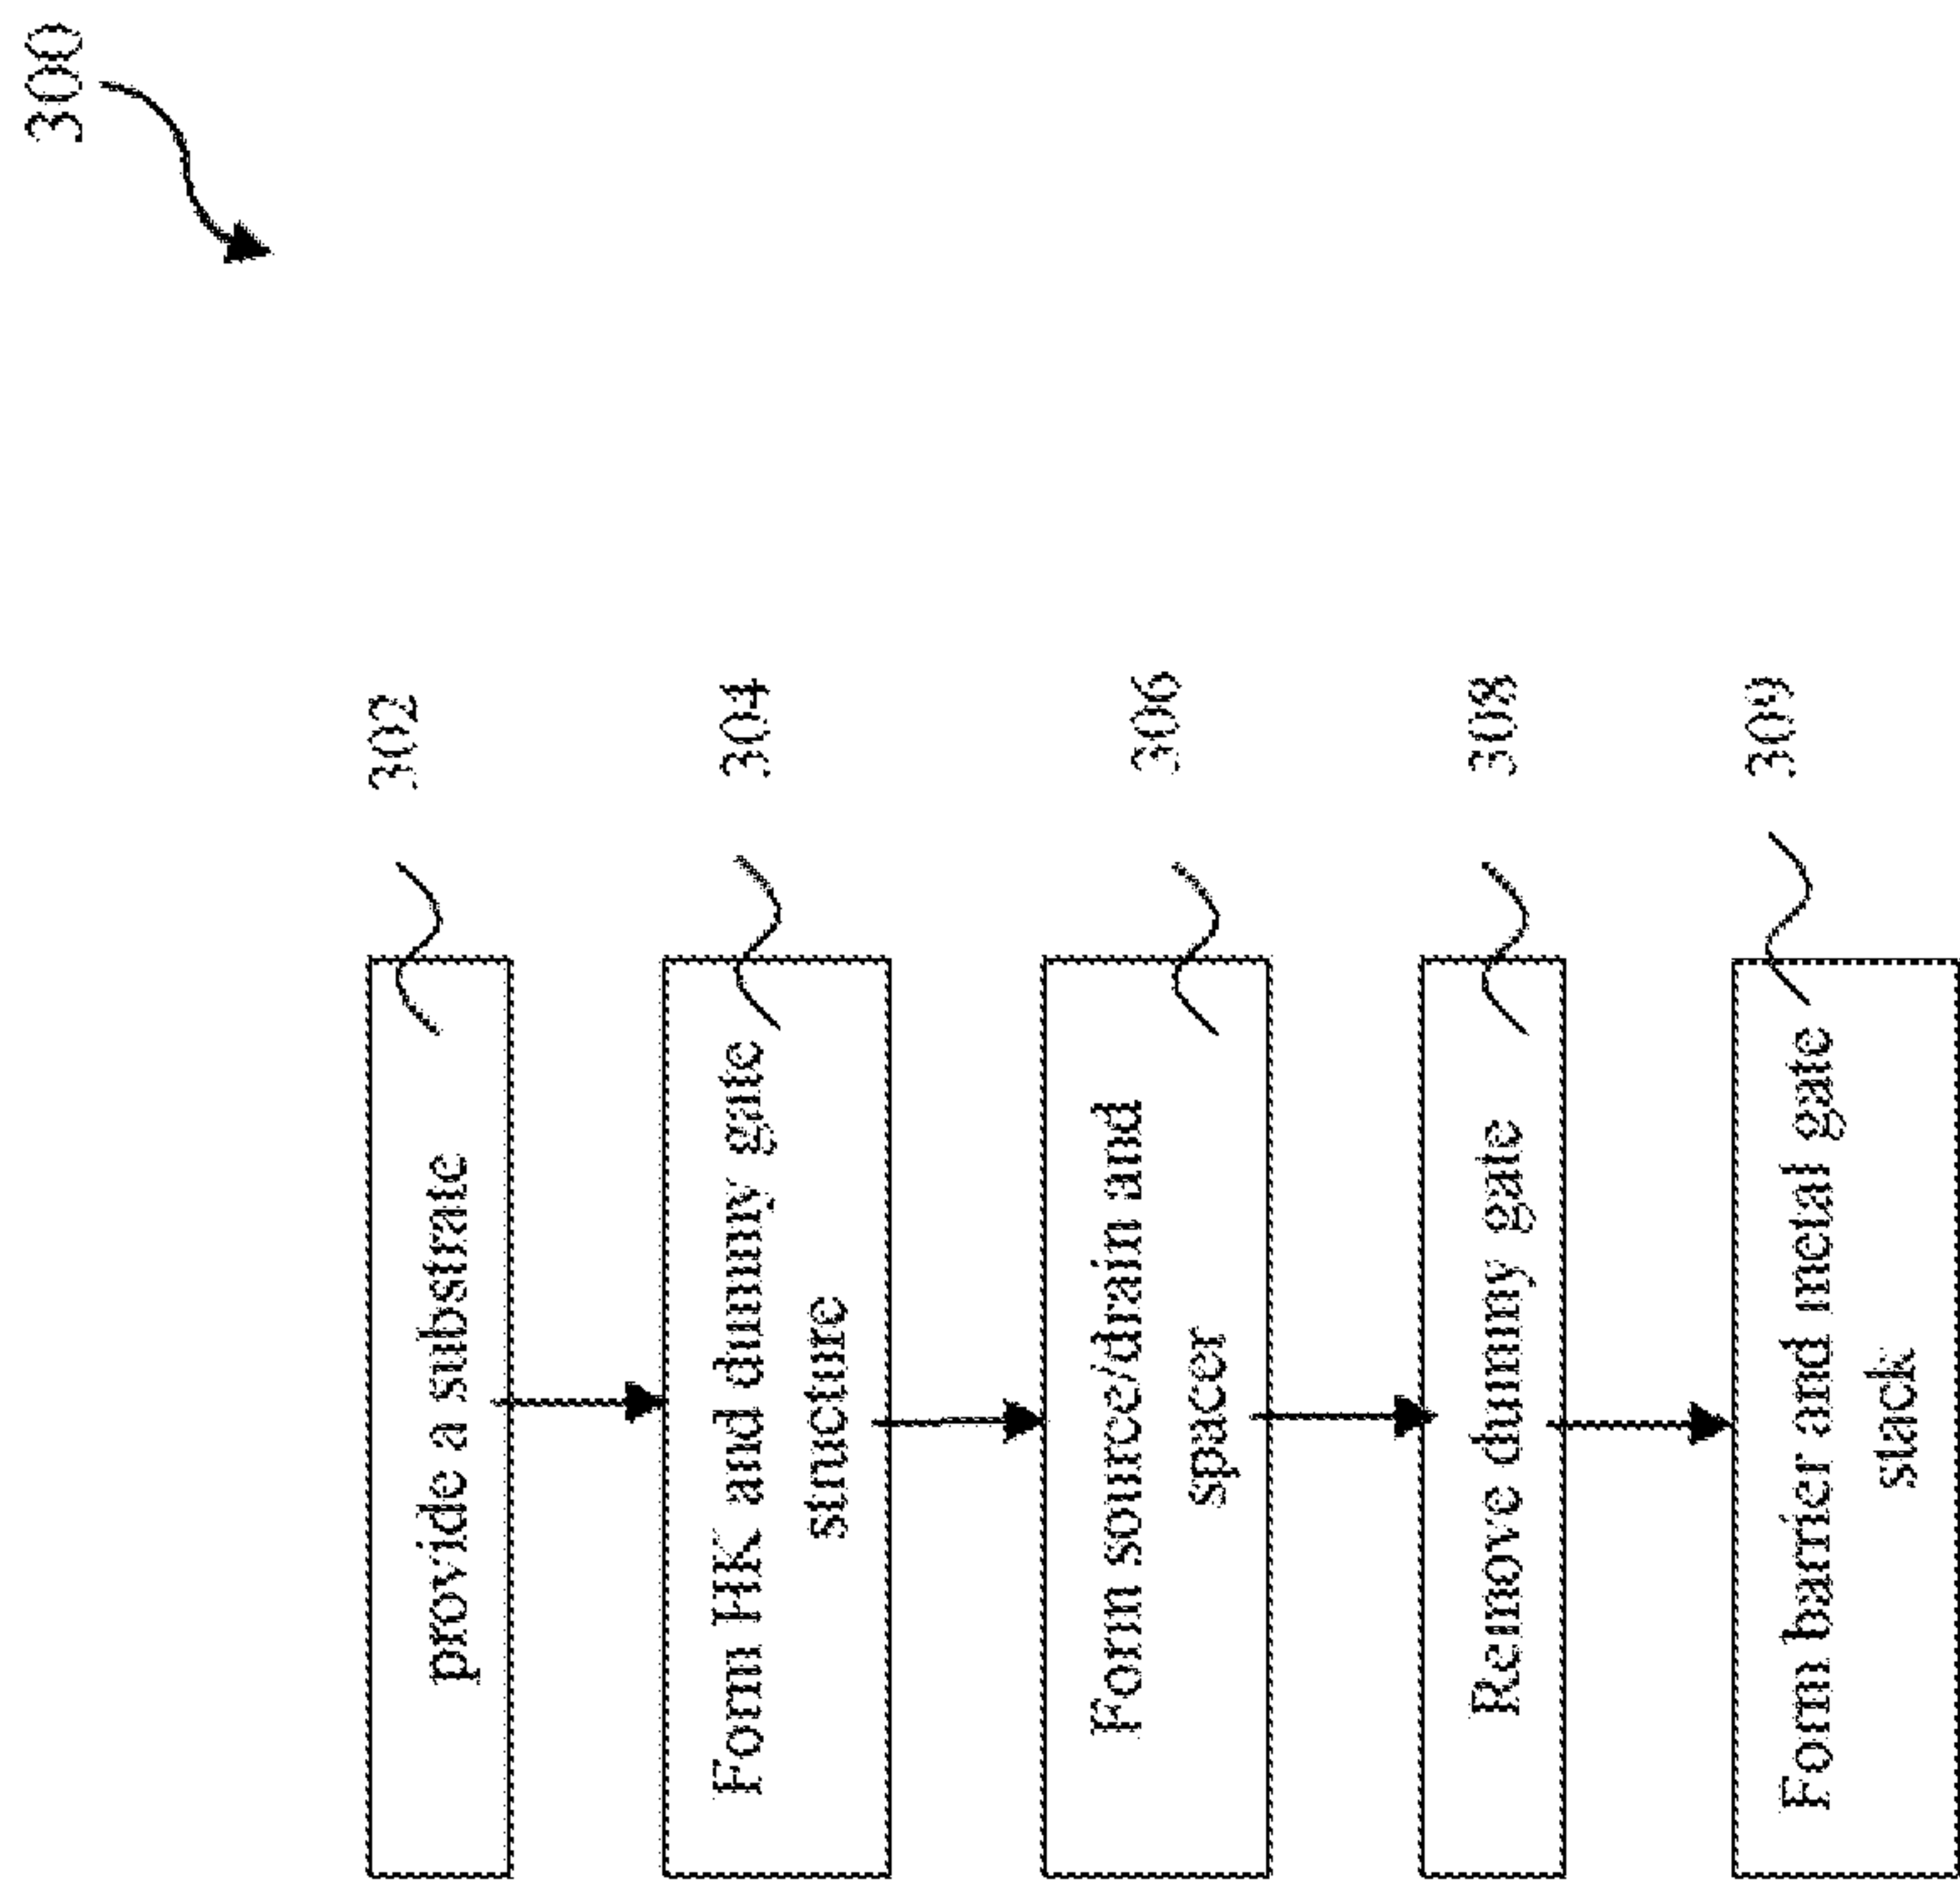 300
provide a substrate
302
Form HK and dummy gate
structure
304
Form source/drain and
spacer
306
Remove dummy gate
308
Form barrier and metal gate
stack
309